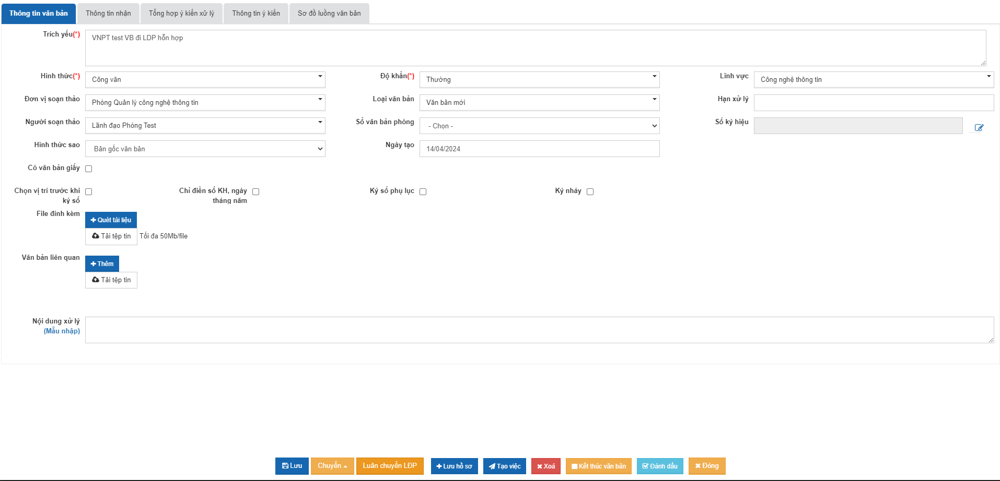 Thông tin văn bản Thông tin nhận Tổng hợp ý kiến xử lý Thông tin ý kiến Sơ đồ luồng văn bản
Trích yếu(*) VNPT test VB đi LDP hỗn hợp
Hình thức(*) Công văn Độ khẩn(*) Thường Lĩnh vực Công nghệ thông tin
Đơn vị soạn thảo Phòng Quản lý công nghệ thông tin Loại văn bản Văn bản mới Hạn xử lý
Người soạn thảo Lãnh đạo Phòng Test Số văn bản phòng - Chọn - Số ký hiệu
Hình thức sao Bản gốc văn bản Ngày tạo 14/04/2024
Có văn bản giấy
Chọn vị trí trước khi ký số Chỉ điền số KH, ngày tháng năm Ký số phụ lục Ký nháy
File đính kèm Quét tài liệu
Tải tệp tin Tối đa 50Mb/file
Văn bản liên quan Thêm
Tải tệp tin
Nội dung xử lý
(Mẫu nhập)
Lưu Chuyển Luân chuyển LĐP Lưu hồ sơ Tạo việc Xoá Kết thúc văn bản Đánh dấu Đóng